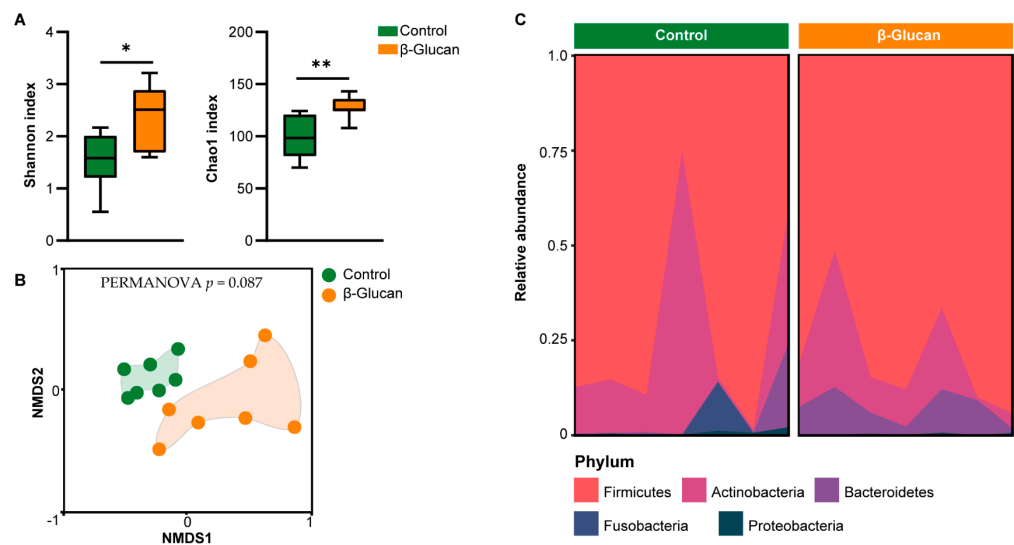 A
Shannon index
4
3
2
1
0
*
Chao1 index
200
150
100
50
0
**
Control
β-Glucan
B
PERMANOVA p = 0.087
NMDS2
1
0
-1
0
1
NMDS1
Control
β-Glucan
C
Control
β-Glucan
Relative abundance
1.0
0.75
0.5
0.25
0
Phylum
Firmicutes
Actinobacteria
Bacteroidetes
Fusobacteria
Proteobacteria